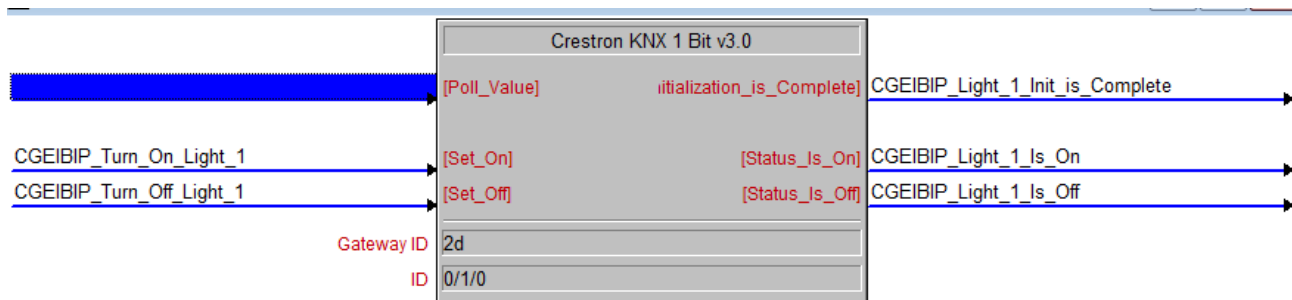 Crestron KNX 1 Bit v3.0
[Poll_Value] itialization_is_Complete] CGEIBIP_Light_1_Init_is_Complete
CGEIBIP_Turn_On_Light_1 [Set_On] [Status_Is_On] CGEIBIP_Light_1_Is_On
CGEIBIP_Turn_Off_Light_1 [Set_Off] [Status_Is_Off] CGEIBIP_Light_1_Is_Off
Gateway ID 2d
ID 0/1/0